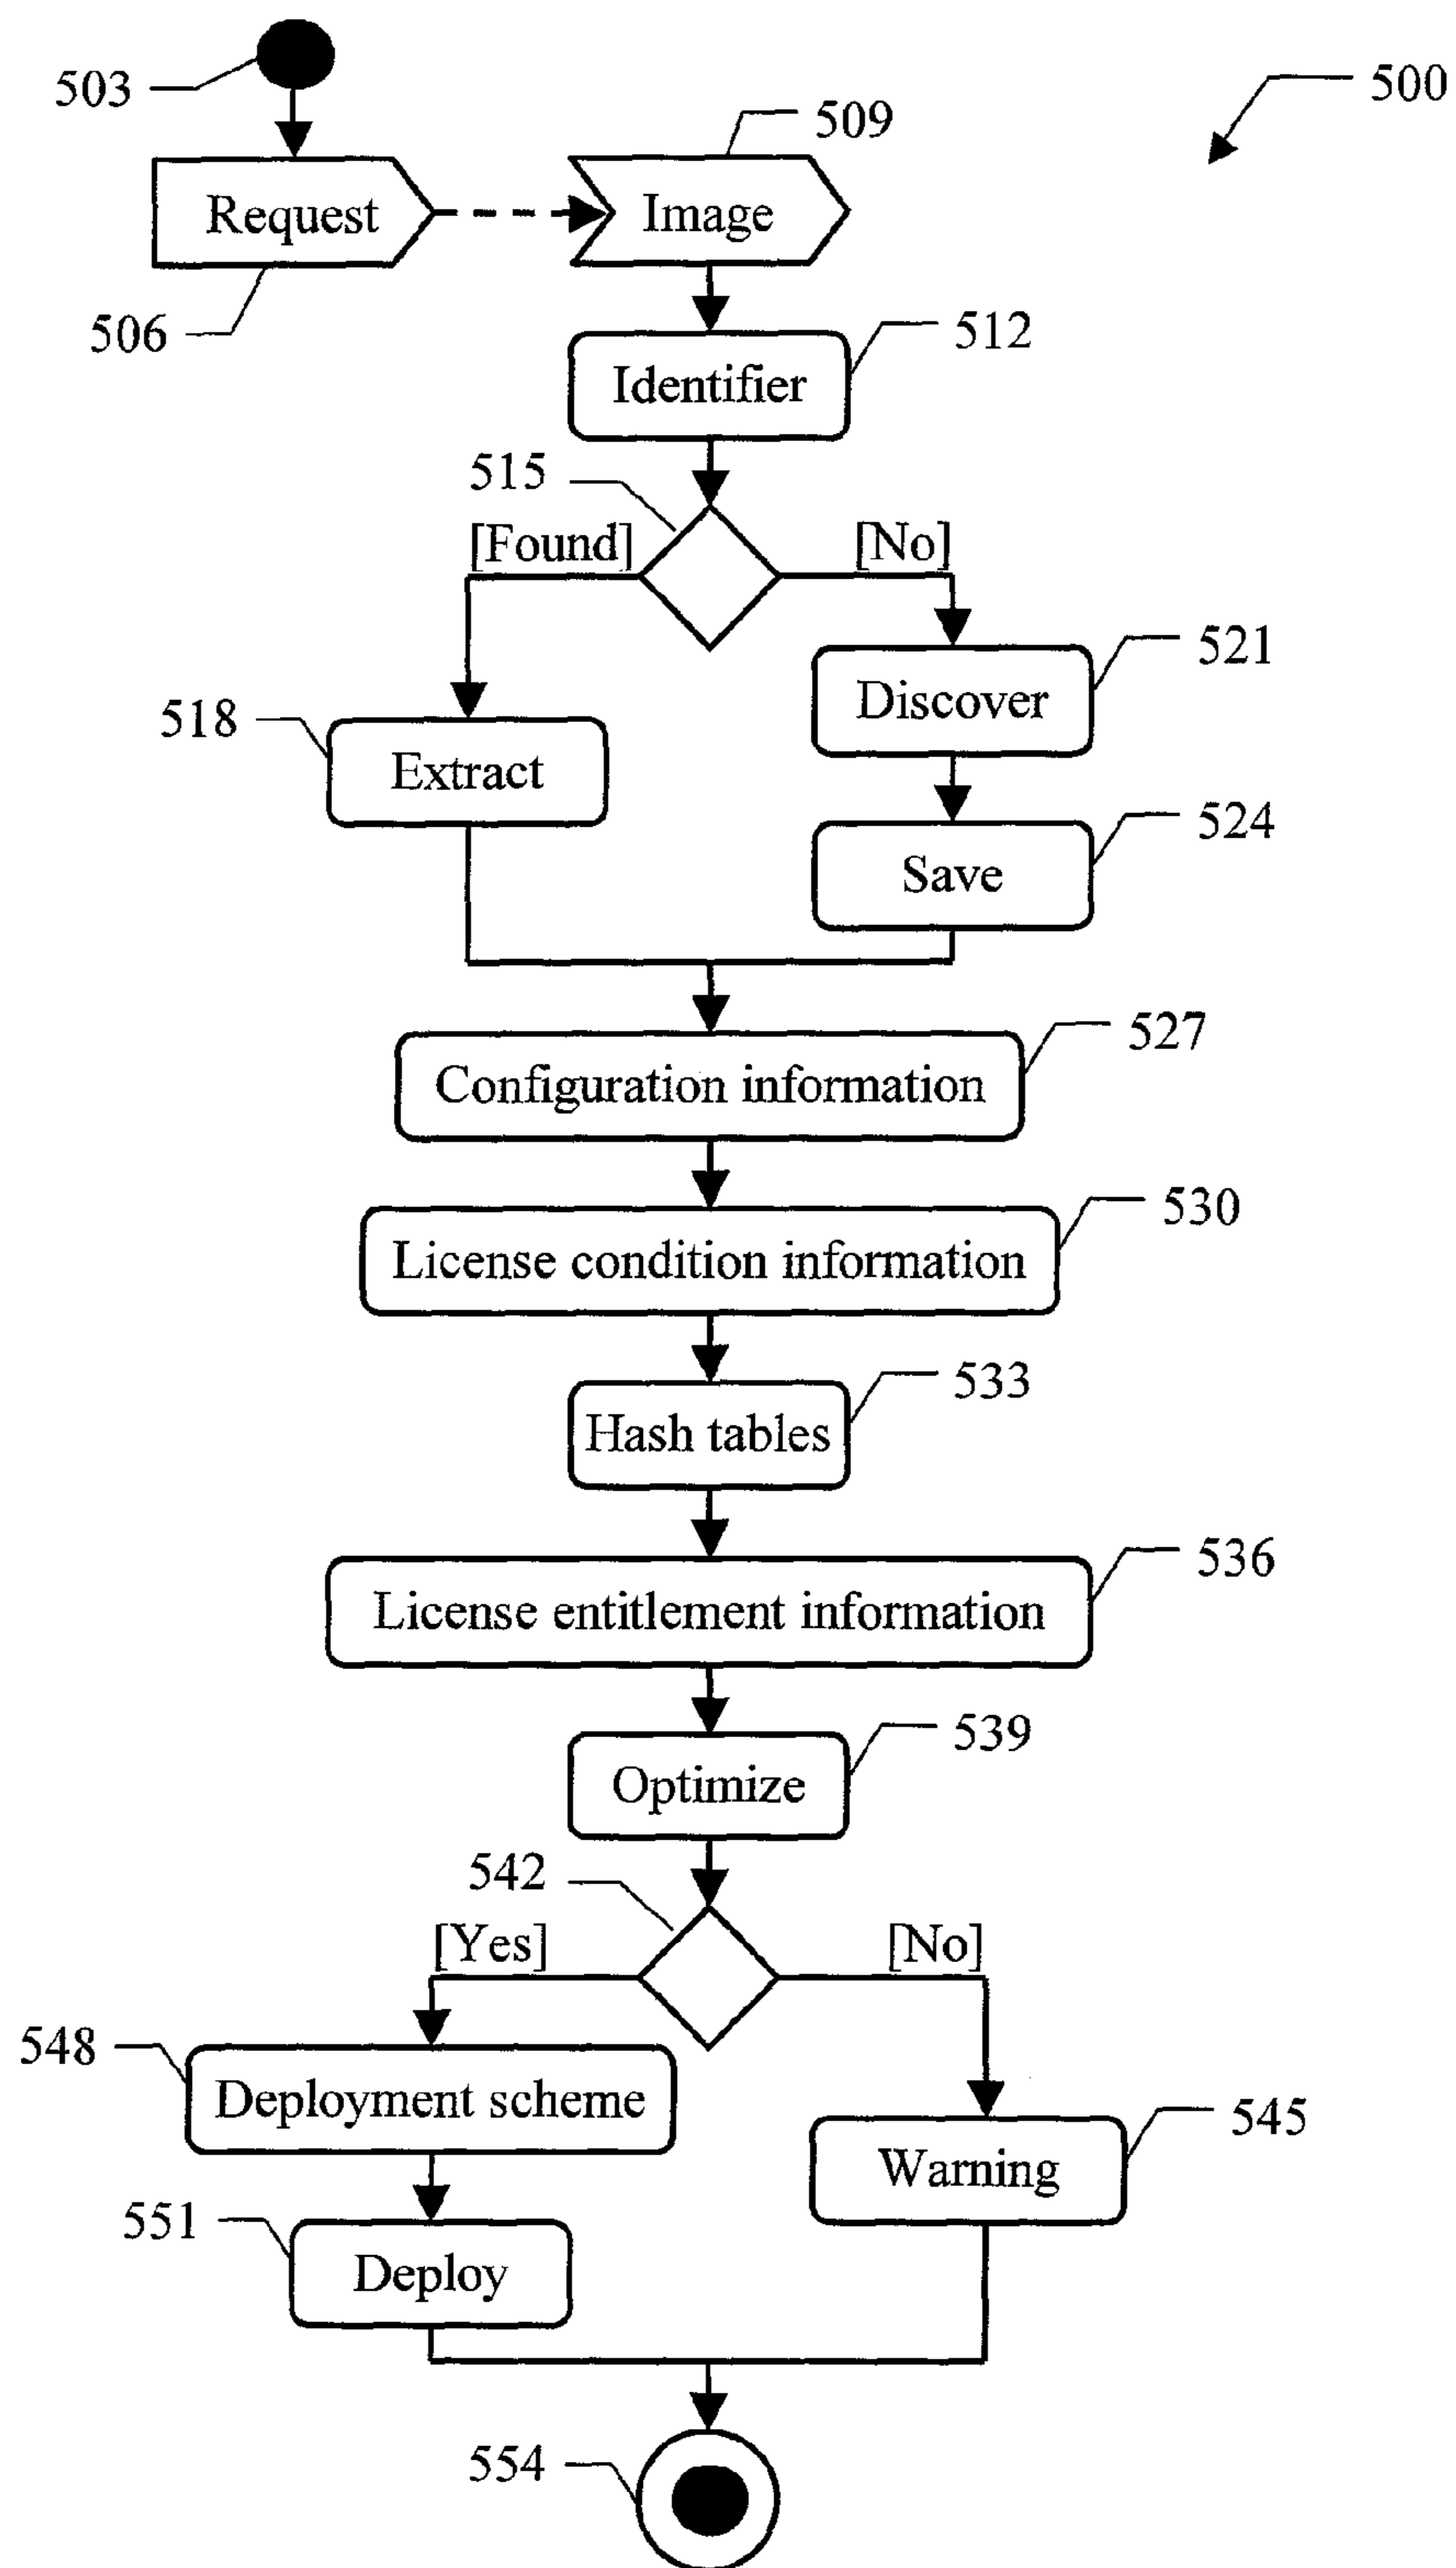 503
500
509
Request
Image
506
512
Identifier
515
[Found]
[No]
521
Discover
518
Extract
524
Save
527
Configuration information
530
License condition information
533
Hash tables
536
License entitlement information
539
Optimize
542
[Yes]
[No]
548
Deployment scheme
545
Warning
551
Deploy
554